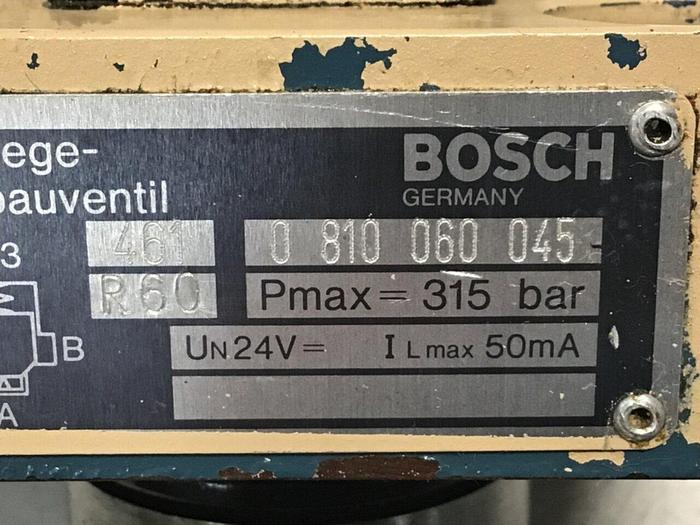 ege-
bauventil
BOSCH
GERMANY
461
0 810 060 045
3
R60
Pmax = 315 bar
B
UN24V= I L max 50mA
A